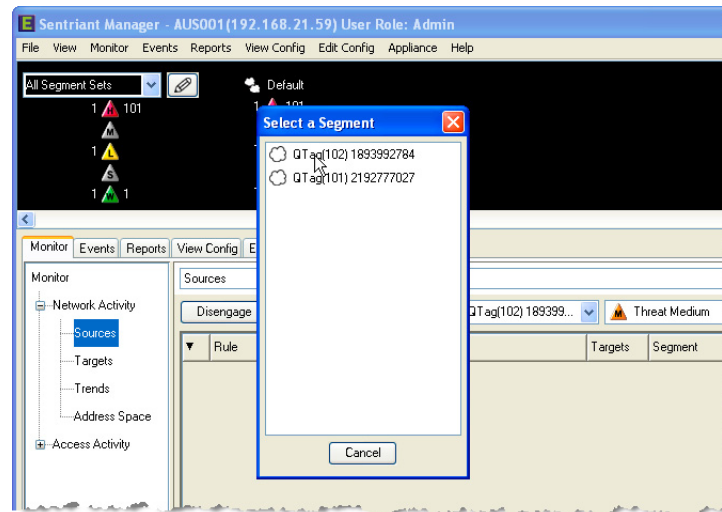 E Sentriant Manager - AUS001(192.168.21.59) User Role: Admin
File View Monitor Events Reports View Config Edit Config Appliance Help
All Segment Sets Default
1 H 101
M
1 L
S
1 1
Select a Segment
QTag(102) 1893992784
QTag(101) 2192777027
Cancel
Monitor Events Reports View Config E
Monitor
Network Activity
Sources
Targets
Trends
Address Space
Access Activity
Sources
Disengage QTag(102) 189399... M Threat Medium
Rule Targets Segment